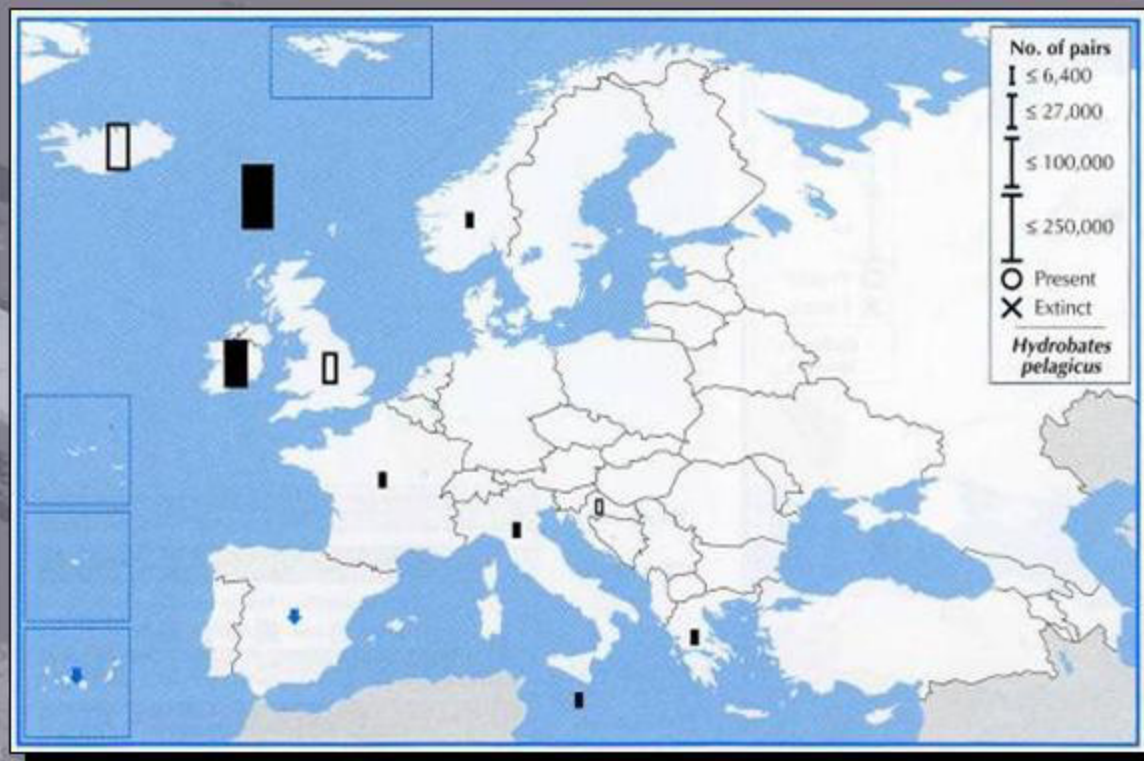 No. of pairs
≤ 6,400
≤ 27,000
≤ 100,000
≤ 250,000
Present
Extinct
Hydrobates
pelagicus